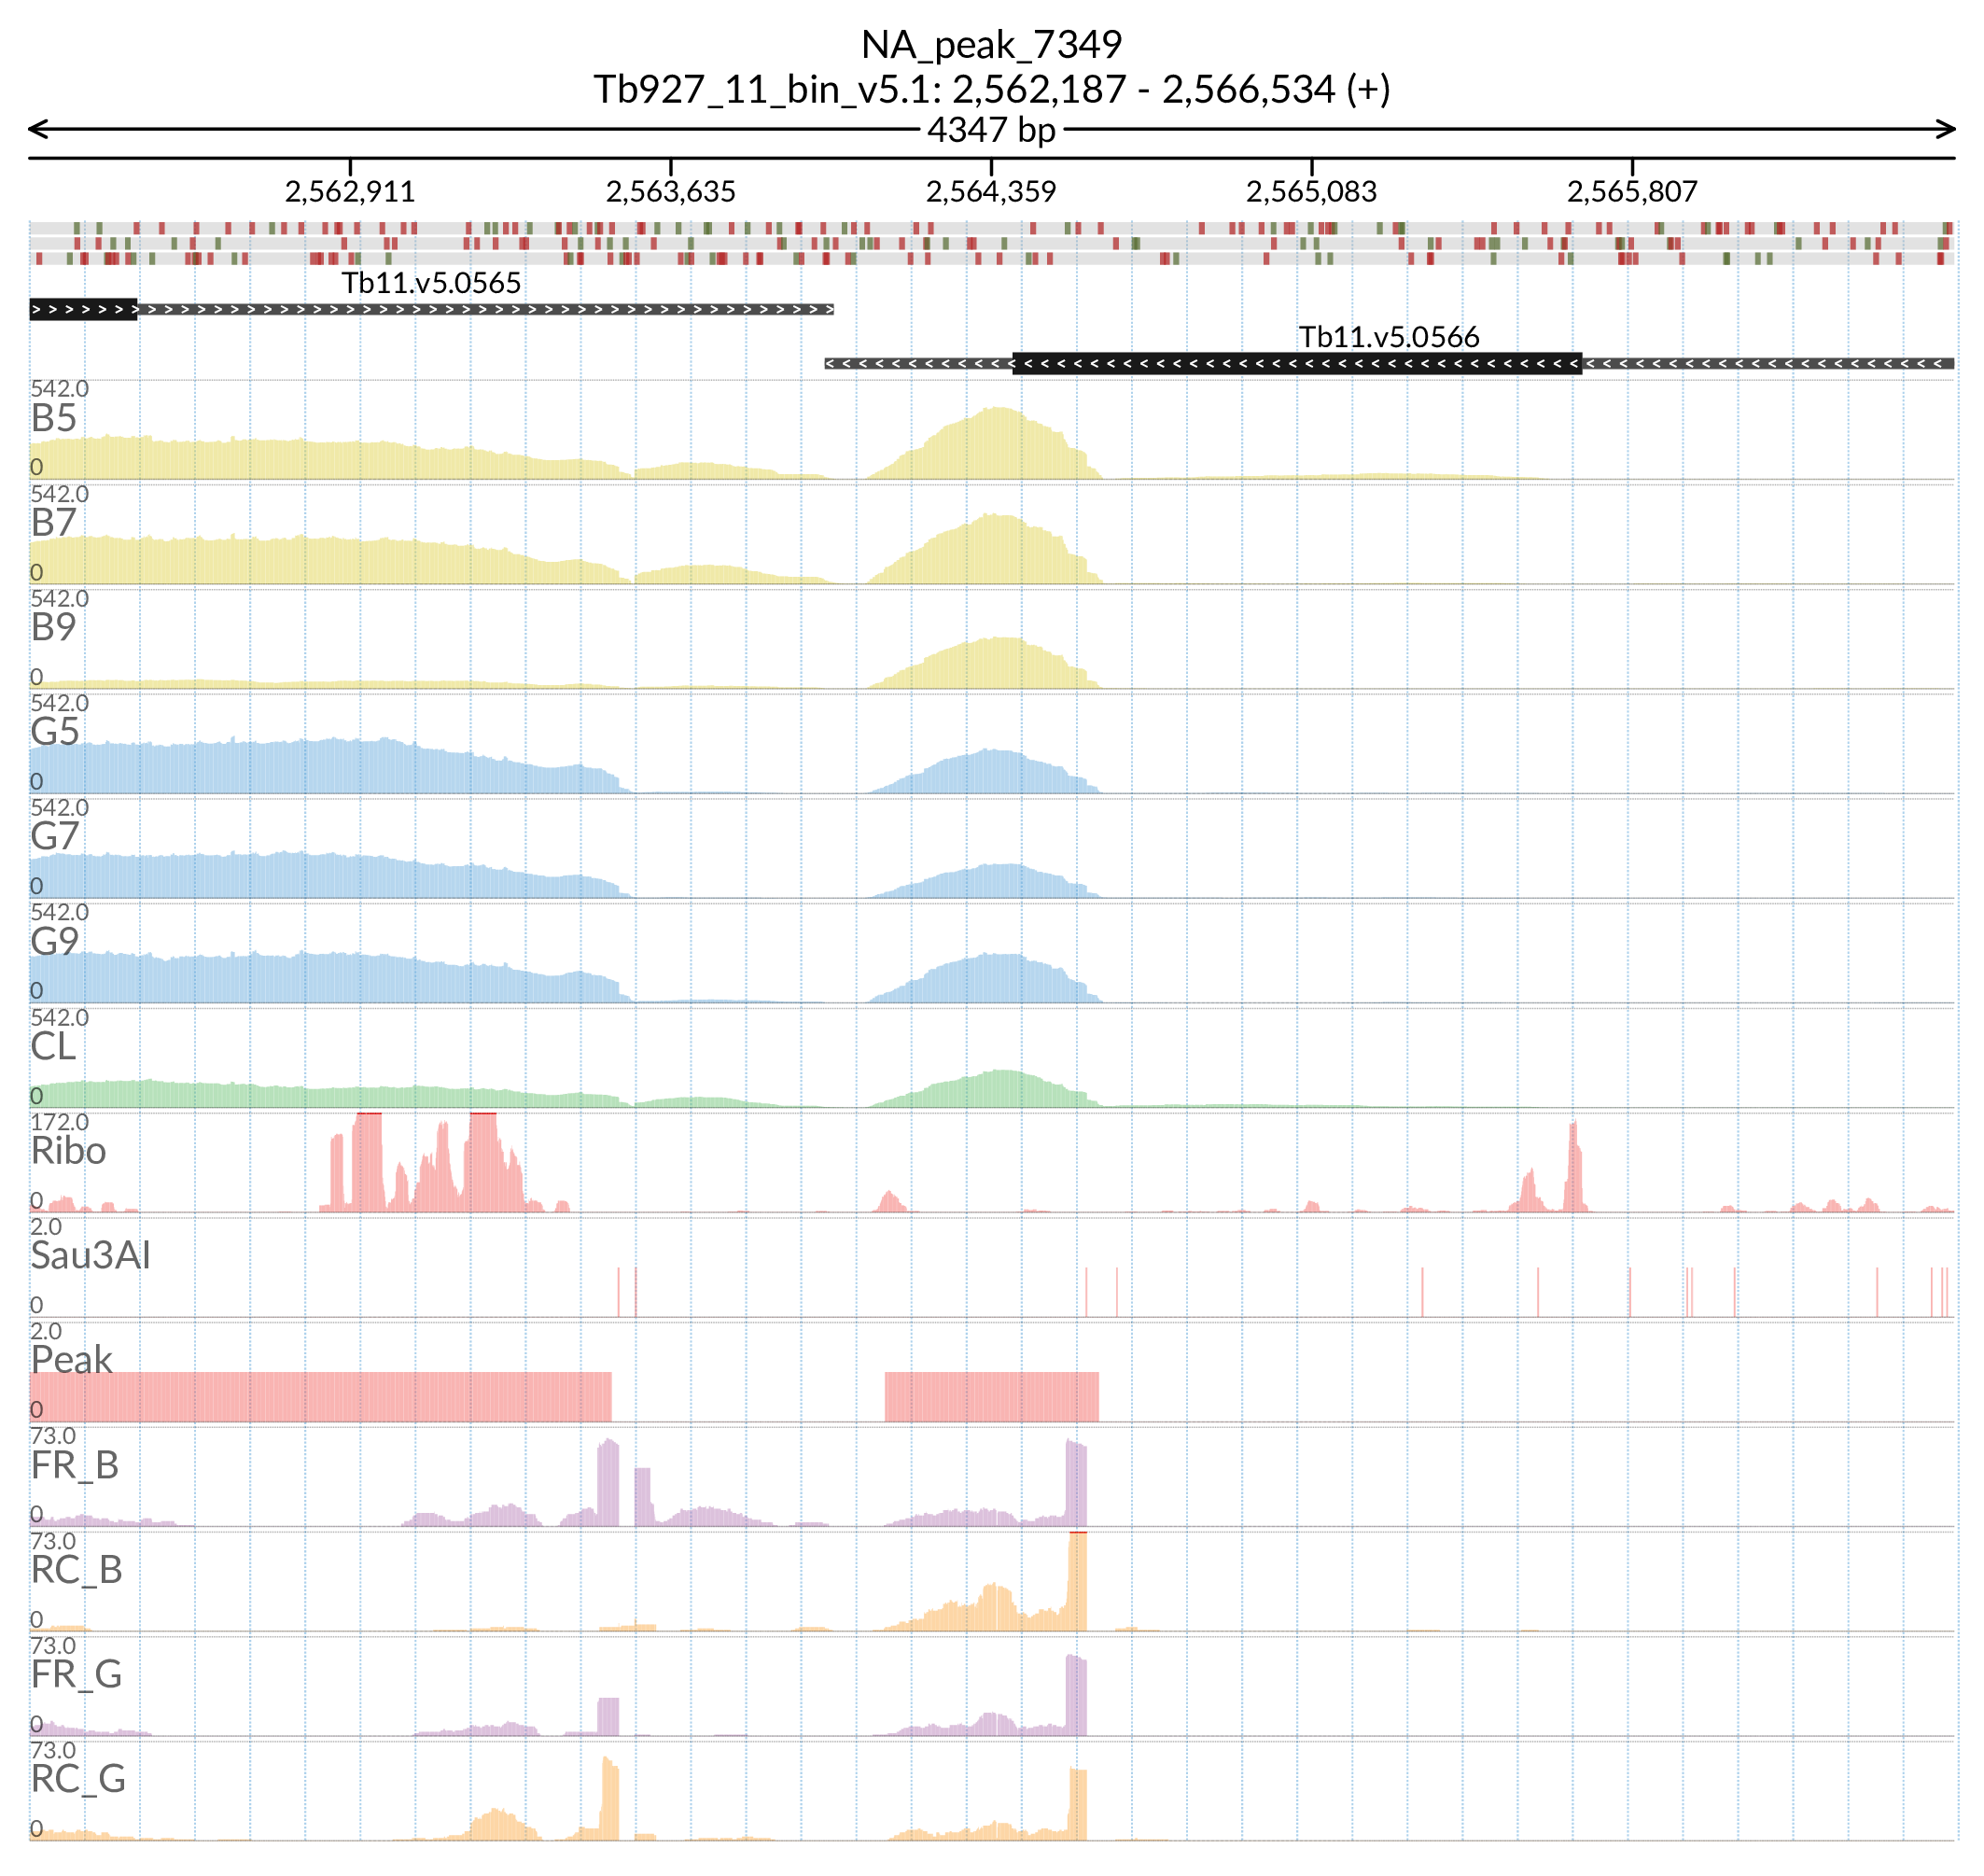 NA_peak_7349
Tb927_11_bin_v5.1: 2,562,187 - 2,566,534 (+)
4347 bp
2,562,911 2,563,635 2,564,359 2,565,083 2,565,807
Tb11.v5.0565
Tb11.v5.0566
542.0
B5
0
542.0
B7
0
542.0
B9
0
542.0
G5
0
542.0
G7
0
542.0
G9
0
542.0
CL
0
172.0
Ribo
0
2.0
Sau3AI
0
2.0
Peak
0
73.0
FR_B
0
73.0
RC_B
0
73.0
FR_G
0
73.0
RC_G
0